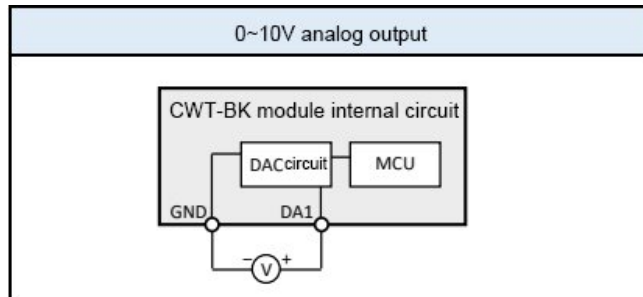 0~10V analog output
CWT-BK module internal circuit
DACcircuit
MCU
GND
DA1
− V +